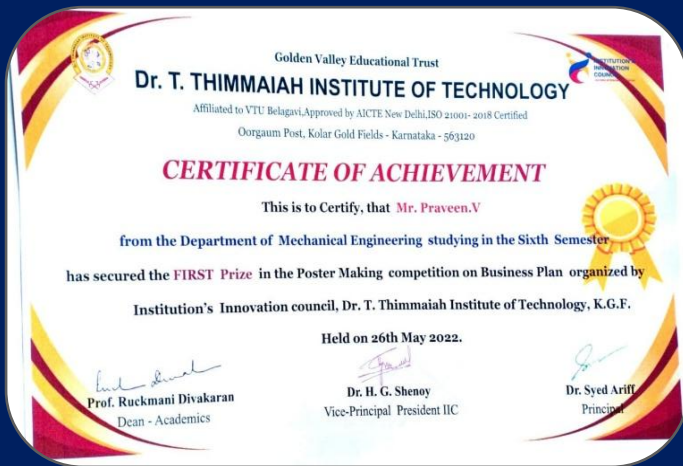 Golden Valley Educational Trust
Dr. T. THIMMAIAH INSTITUTE OF TECHNOLOGY
INSTITUTION'S
INNOVATION
COUNCIL
Affiliated to VTU Belagavi,Approved by AICTE New Delhi,ISO 21001- 2018 Certified
Oorgaum Post, Kolar Gold Fields - Karnataka - 563120
CERTIFICATE OF ACHIEVEMENT
This is to Certify, that Mr. Praveen.V
from the Department of Mechanical Engineering studying in the Sixth Semester
has secured the FIRST Prize in the Poster Making competition on Business Plan organized by
Institution's Innovation council, Dr. T. Thimmaiah Institute of Technology, K.G.F.
Held on 26th May 2022.
Prof. Ruckmani Divakaran
Dean - Academics
Dr. H. G. Shenoy
Vice-Principal President IIC
Dr. Syed Ariff
Principal